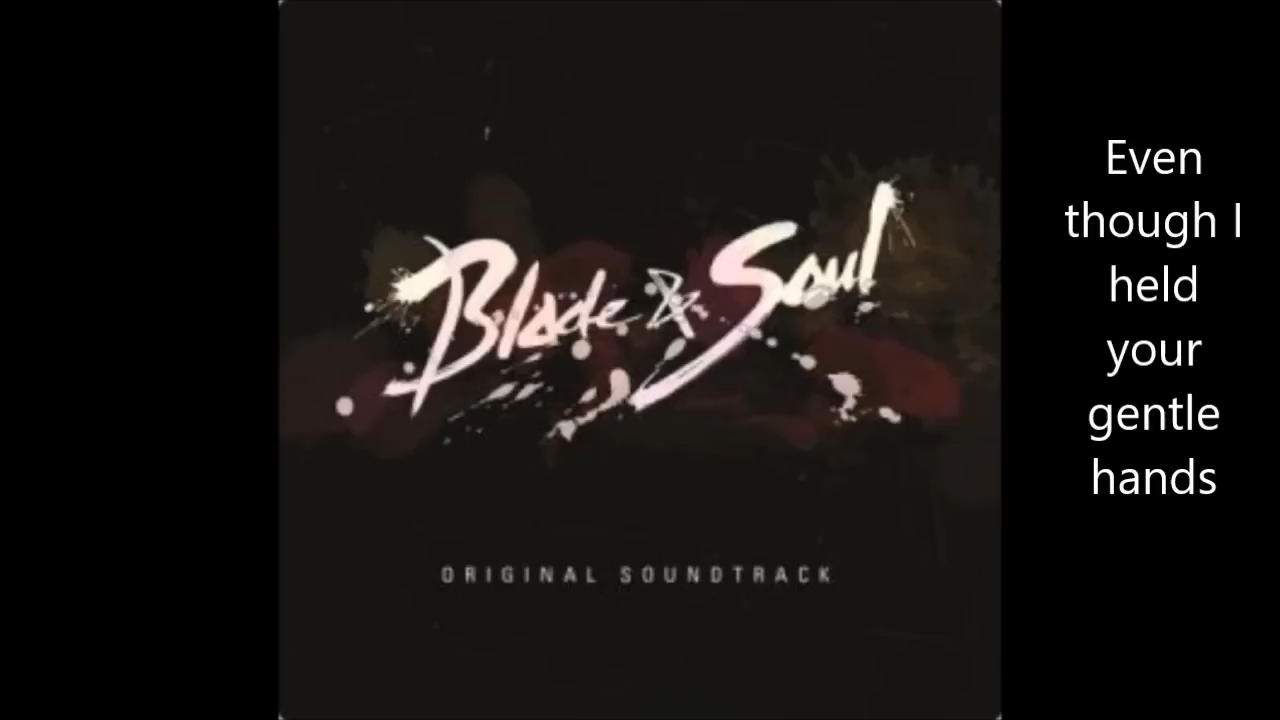 Blade & Soul
ORIGINAL SOUNDTRACK
Even
though I
held
your
gentle
hands